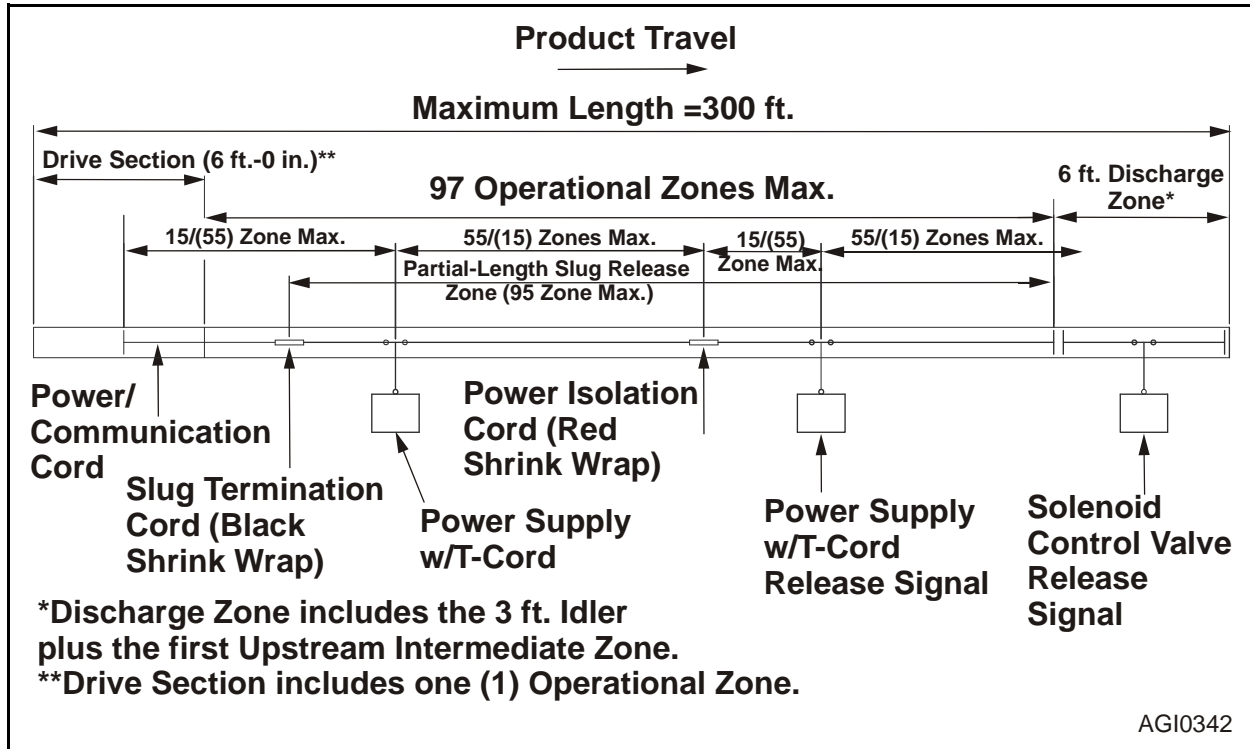 Product Travel
Maximum Length =300 ft.
Drive Section (6 ft.-0 in.)**
97 Operational Zones Max.
6 ft. Discharge
Zone*
15/(55) Zone Max.
55/(15) Zones Max.
15/(55)
Zone Max.
55/(15) Zones Max.
Partial-Length Slug Release
Zone (95 Zone Max.)
Power/
Communication
Cord
Slug Termination
Cord (Black
Shrink Wrap)
Power Supply
w/T-Cord
Power Isolation
Cord (Red
Shrink Wrap)
Power Supply
w/T-Cord
Release Signal
Solenoid
Control Valve
Release
Signal
*Discharge Zone includes the 3 ft. Idler
plus the first Upstream Intermediate Zone.
**Drive Section includes one (1) Operational Zone.
AGI0342